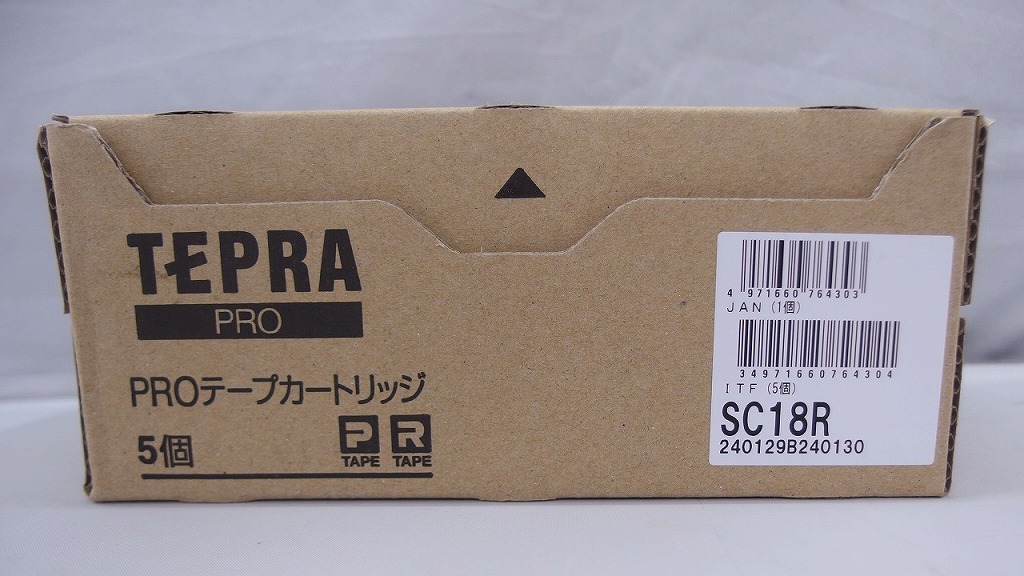 TEPRA
PRO
PROテープカートリッジ
5個
P
TAPE
R
TAPE
4 971660 764303
JAN (1個)
34971660764304
ITF (5個)
SC18R
240129B240130